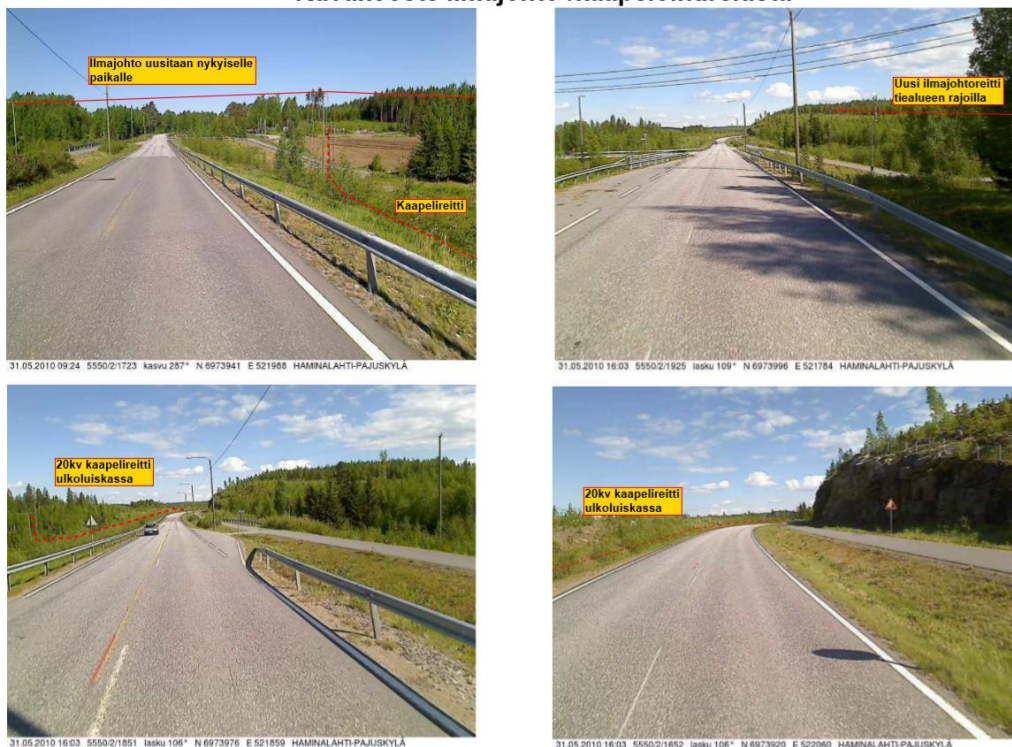 Ilmajohto uusitaan nykyiselle
paikalle
Kaapelireitti
31.05.2010 09:24 5550/2/1723 kasvu 287° N 6973941 E 521988 HAMINALAHTI-PAJUSKYLÄ
Uusi ilmajohtoreitti
tiealueen rajoilla
31.05.2010 16:03 5550/2/1925 lasku 109° N 6973996 E 521784 HAMINALAHTI-PAJUSKYLÄ
20kv kaapelireitti
ulkoluiskassa
31.05.2010 16:03 5550/2/1851 lasku 106° N 6973976 E 521859 HAMINALAHTI-PAJUSKYLÄ
20kv kaapelireitti
ulkoluiskassa
31.05.2010 16:03 5550/2/1652 lasku 106° N 6973920 E 522060 HAMINALAHTI-PAJUSKYLÄ